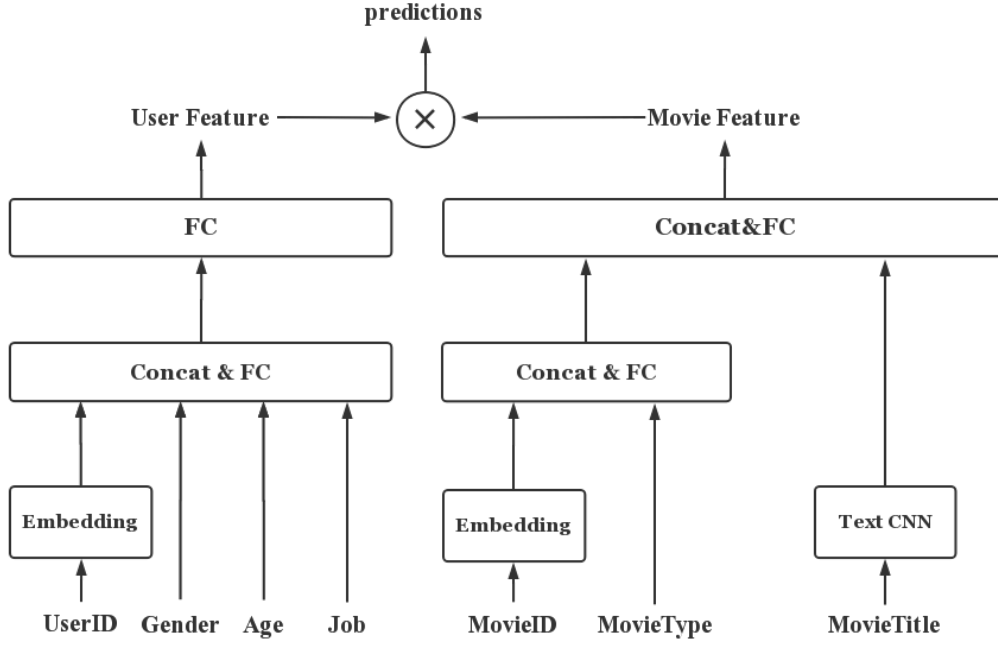 predictions
User Feature
×
Movie Feature
FC
Concat&FC
Concat & FC
Concat & FC
Embedding
Embedding
Text CNN
UserID
Gender
Age
Job
MovieID
MovieType
MovieTitle